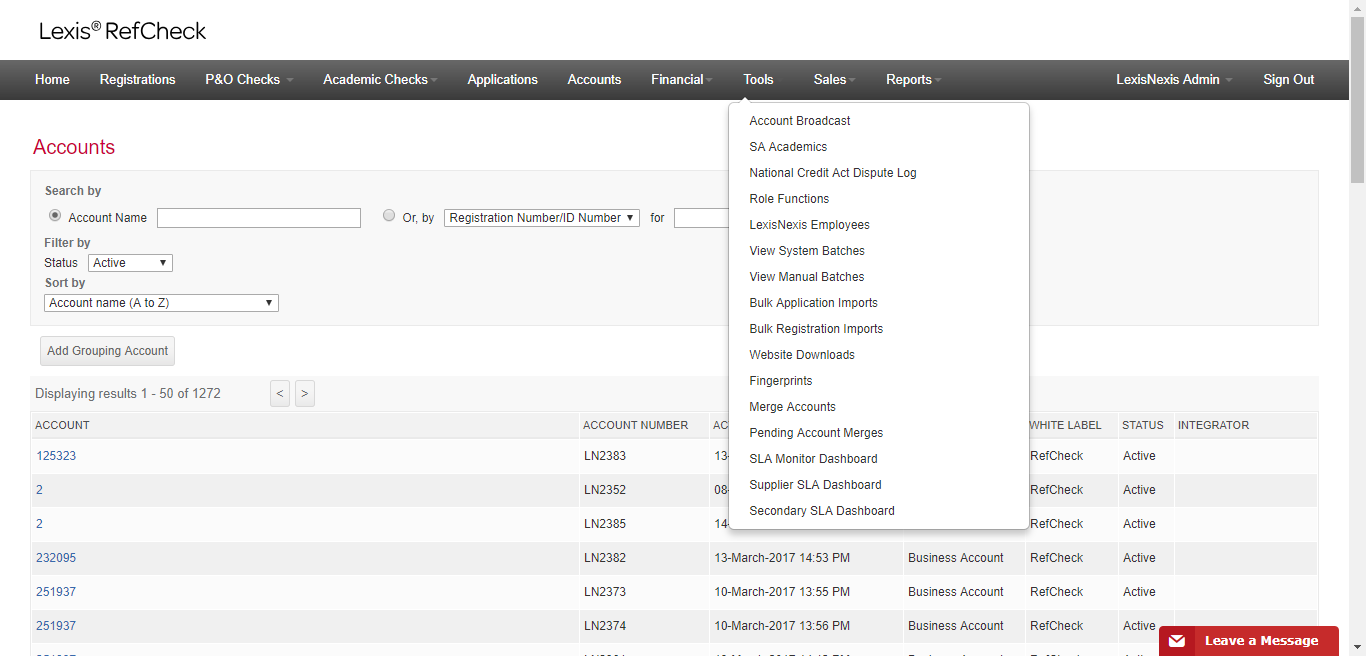 Lexis® RefCheck
Home Registrations P&O Checks Academic Checks Applications Accounts Financial Tools Sales Reports LexisNexis Admin Sign Out
Account Broadcast
SA Academics
National Credit Act Dispute Log
Role Functions
LexisNexis Employees
View System Batches
View Manual Batches
Bulk Application Imports
Bulk Registration Imports
Website Downloads
Fingerprints
Merge Accounts
Pending Account Merges
SLA Monitor Dashboard
Supplier SLA Dashboard
Secondary SLA Dashboard
Accounts
Search by
Account Name Or, by Registration Number/ID Number for
Filter by
Status Active
Sort by
Account name (A to Z)
Add Grouping Account
Displaying results 1 - 50 of 1272 < >
ACCOUNT ACCOUNT NUMBER AC WHITE LABEL STATUS INTEGRATOR
125323 LN2383 13- RefCheck Active
2 LN2352 08- RefCheck Active
2 LN2385 14- RefCheck Active
232095 LN2382 13-March-2017 14:53 PM Business Account RefCheck Active
251937 LN2373 10-March-2017 13:55 PM Business Account RefCheck Active
251937 LN2374 10-March-2017 13:56 PM Business Account RefCheck Active
Leave a Message